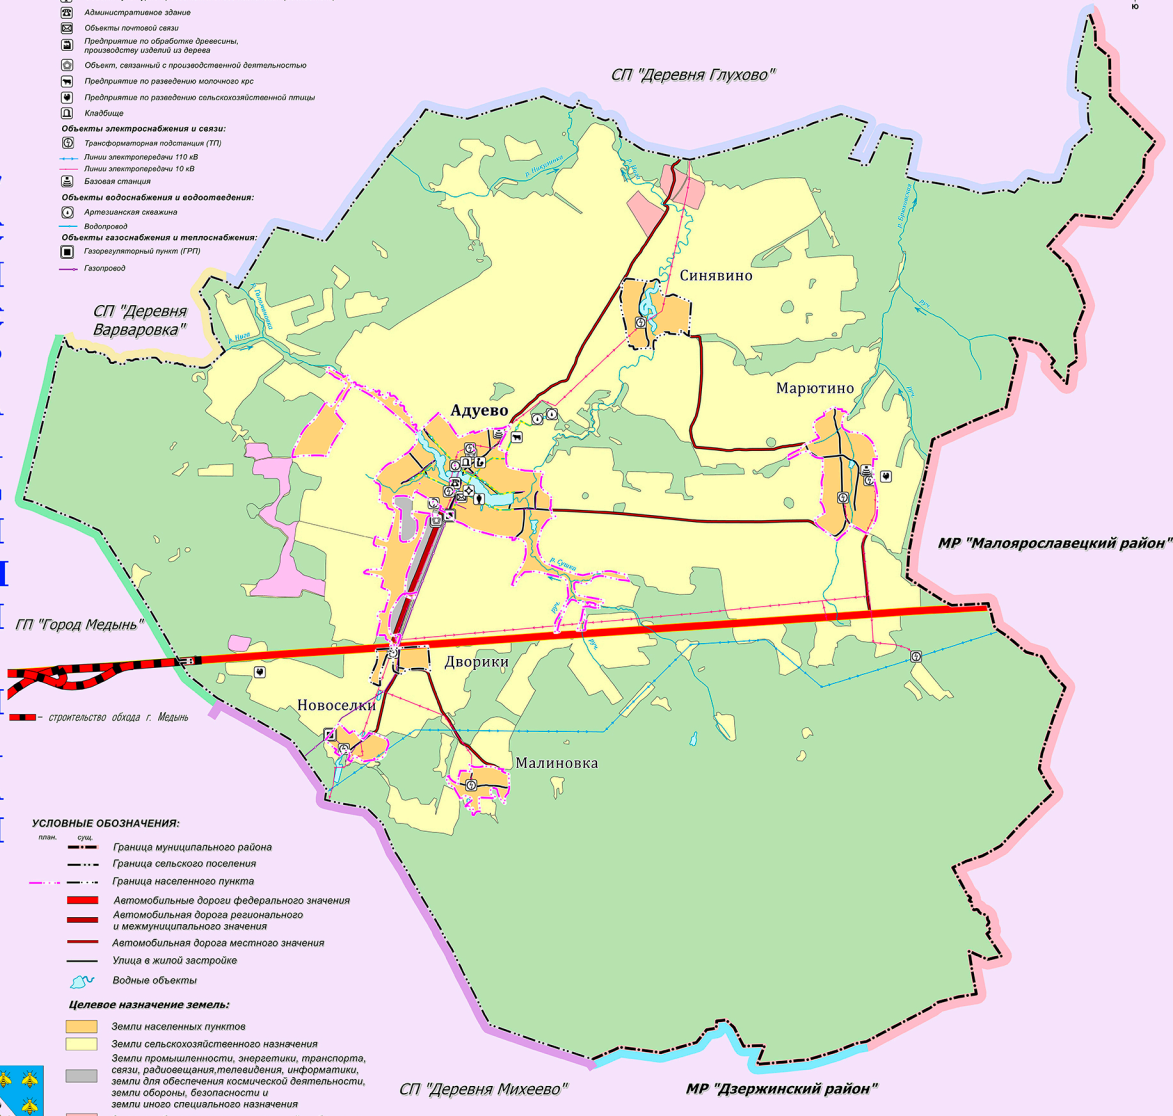 Административное здание
Объекты почтовой связи
Предприятие по обработке древесины,
производству изделий из дерева
Объект, связанный с производственной деятельностью
Предприятие по разведению молочного крс
Предприятие по разведению сельскохозяйственной птицы
Кладбище
Объекты электроснабжения и связи:
Трансформаторная подстанция (ТП)
Линии электропередачи 110 кВ
Линии электропередачи 10 кВ
Базовая станция
Объекты водоснабжения и водоотведения:
Артезианская скважина
Водопровод
Объекты газоснабжения и теплоснабжения:
Газорегуляторный пункт (ГРП)
Газопровод
Ю
СП "Деревня Глухово"
СП "Деревня
Варваровка"
Синявино
Марютино
Адуево
р. Сушка
руч.
руч.
руч.
руч.
МР "Малоярославецкий район"
ГП "Город Медынь"
Дворики
Новоселки
Малиновка
– строительство обхода г. Медынь
УСЛОВНЫЕ ОБОЗНАЧЕНИЯ:
план. сущ.
Граница муниципального района
Граница сельского поселения
Граница населенного пункта
Автомобильные дороги федерального значения
Автомобильная дорога регионального
и межмуниципального значения
Автомобильная дорога местного значения
Улица в жилой застройке
Водные объекты
Целевое назначение земель:
Земли населенных пунктов
Земли сельскохозяйственного назначения
Земли промышленности, энергетики, транспорта,
связи, радиовещания,телевидения, информатики,
земли для обеспечения космической деятельности,
земли обороны, безопасности и
земли иного специального назначения
СП "Деревня Михеево"
МР "Дзержинский район"